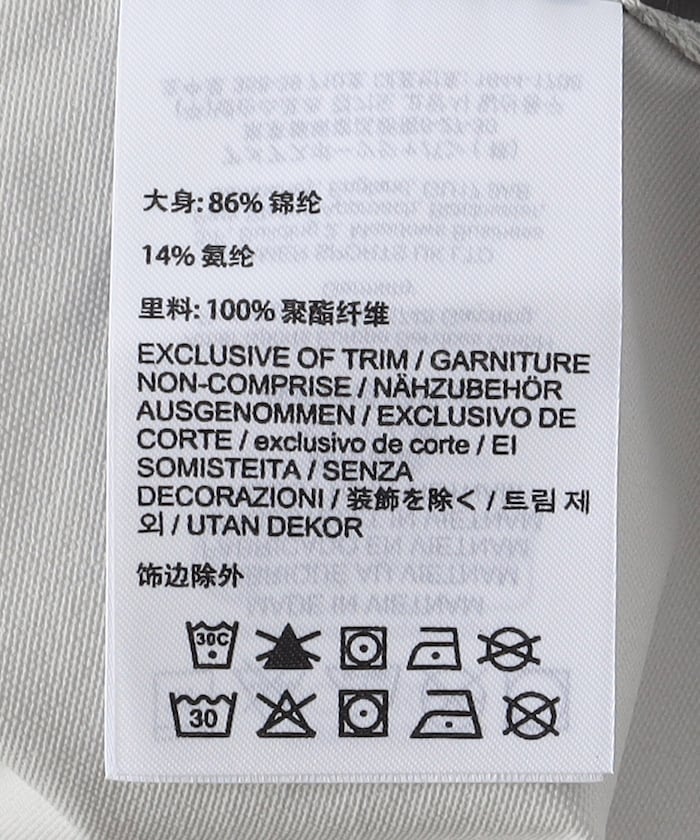 大身: 86% 锦纶
14% 氨纶
里料: 100% 聚酯纤维
EXCLUSIVE OF TRIM / GARNITURE
NON-COMPRISE / NÄHZUBEHÖR
AUSGENOMMEN / EXCLUSIVO DE
CORTE / exclusivo de corte / EI
SOMISTEITA / SENZA
DECORAZIONI / 装飾を除く / 트림 제
외 / UTAN DEKOR
饰边除外
30C
30